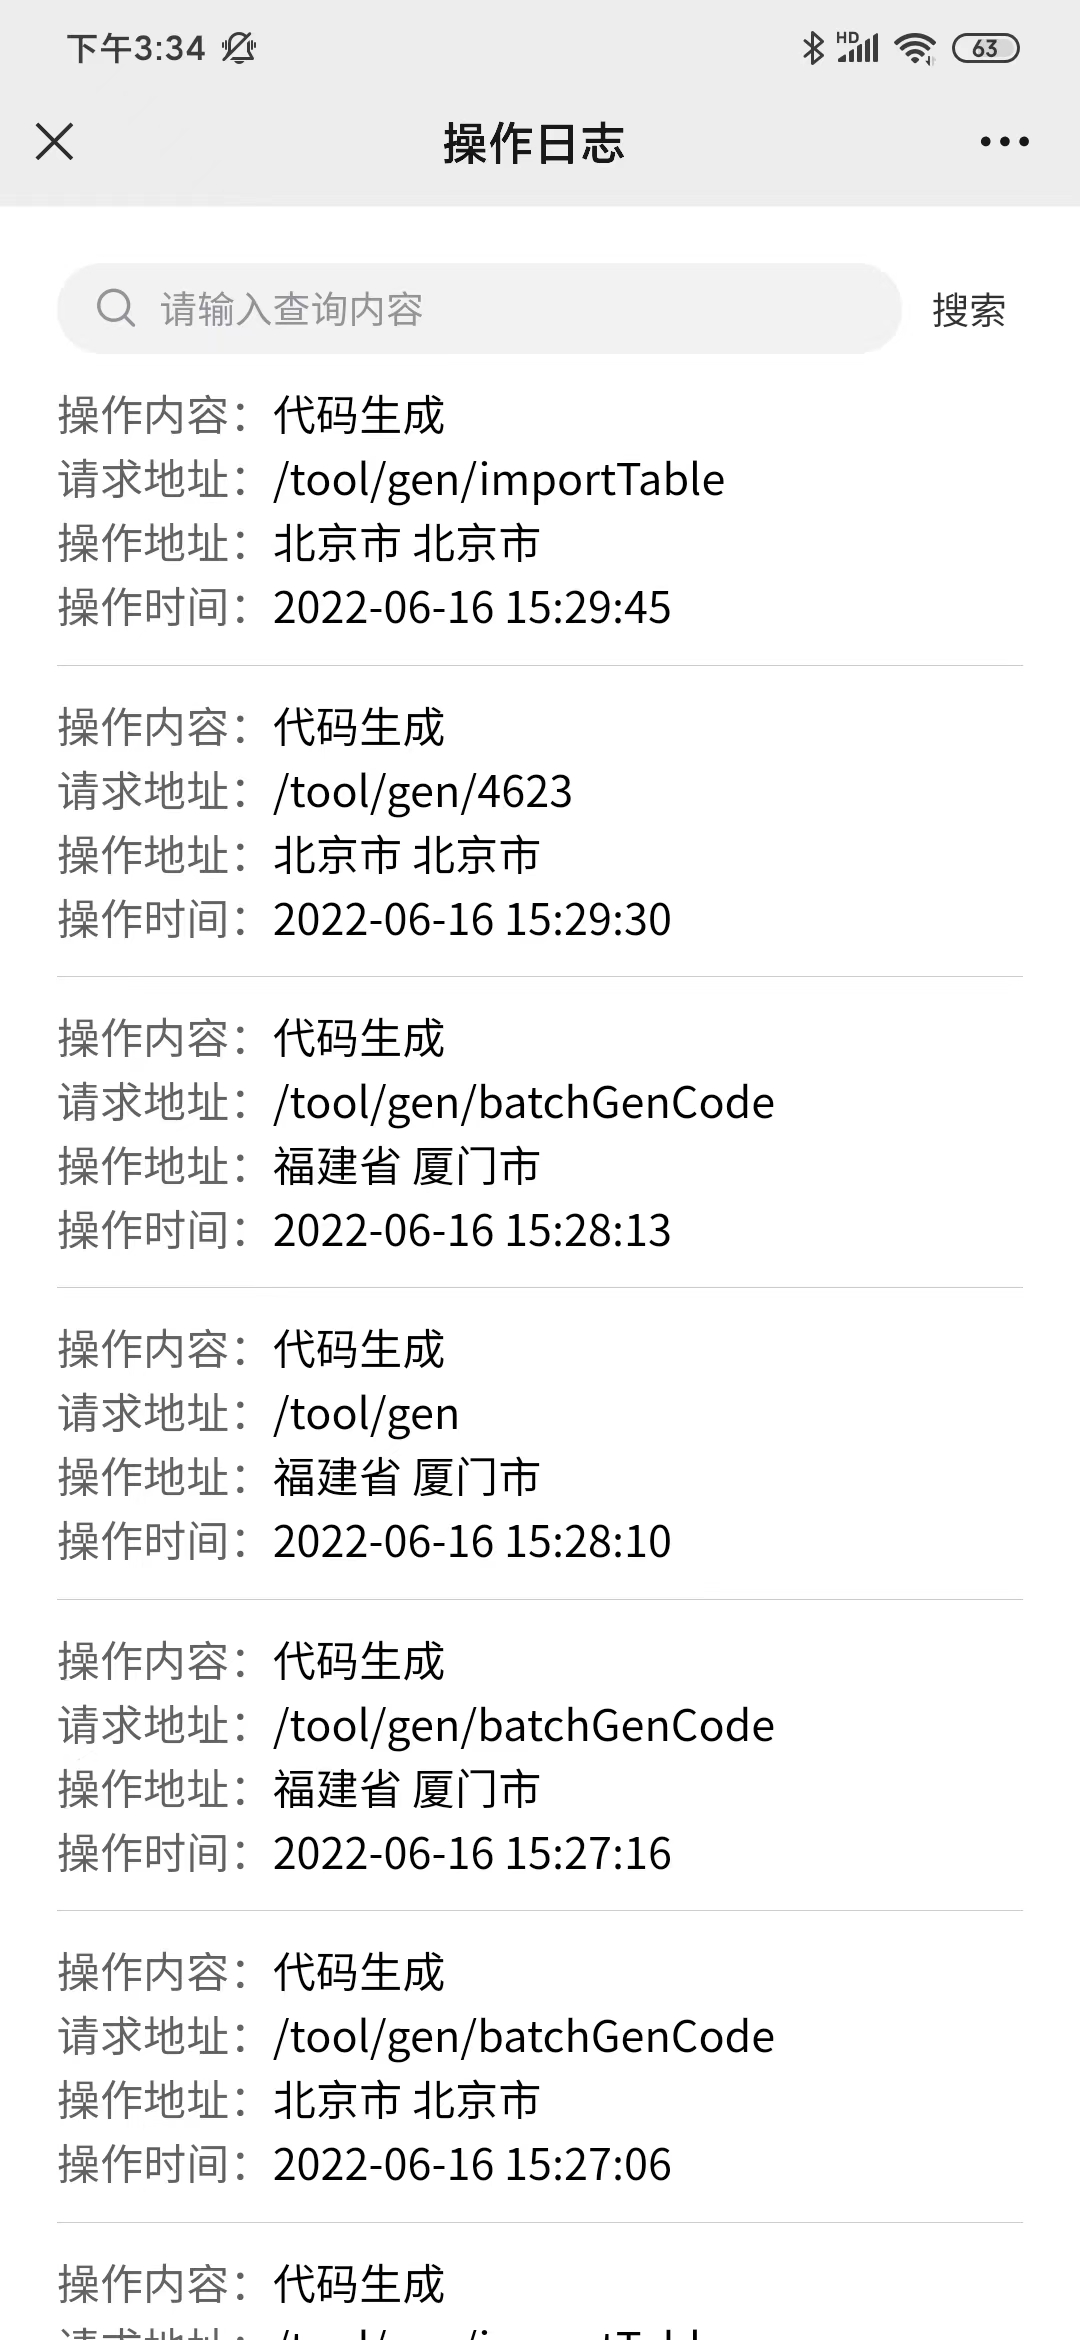 下午3:34
HD
63
操作日志
请输入查询内容 搜索
操作内容：代码生成
请求地址：/tool/gen/importTable
操作地址：北京市 北京市
操作时间：2022-06-16 15:29:45
操作内容：代码生成
请求地址：/tool/gen/4623
操作地址：北京市 北京市
操作时间：2022-06-16 15:29:30
操作内容：代码生成
请求地址：/tool/gen/batchGenCode
操作地址：福建省 厦门市
操作时间：2022-06-16 15:28:13
操作内容：代码生成
请求地址：/tool/gen
操作地址：福建省 厦门市
操作时间：2022-06-16 15:28:10
操作内容：代码生成
请求地址：/tool/gen/batchGenCode
操作地址：福建省 厦门市
操作时间：2022-06-16 15:27:16
操作内容：代码生成
请求地址：/tool/gen/batchGenCode
操作地址：北京市 北京市
操作时间：2022-06-16 15:27:06
操作内容：代码生成